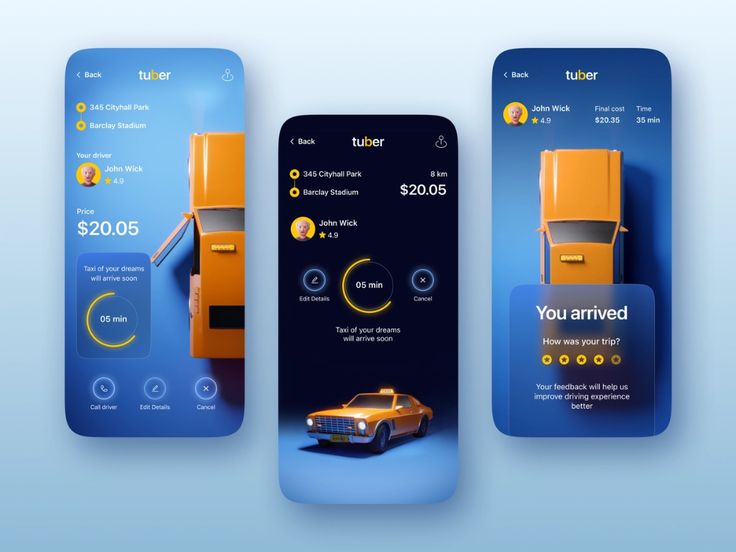 Back
tuber
345 Cityhall Park
Barclay Stadium
Your driver
John Wick
4.9
Price
$20.05
Taxi of your dreams
will arrive soon
05 min
Call driver
Edit Details
Cancel
Back
tuber
345 Cityhall Park
8 km
Barclay Stadium
$20.05
John Wick
4.9
05 min
Edit Details
Cancel
Taxi of your dreams
will arrive soon
TAXI
Back
tuber
John Wick
Final cost
Time
4.9
$20.35
35 min
You arrived
How was your trip?
Your feedback will help us
improve driving experience
better